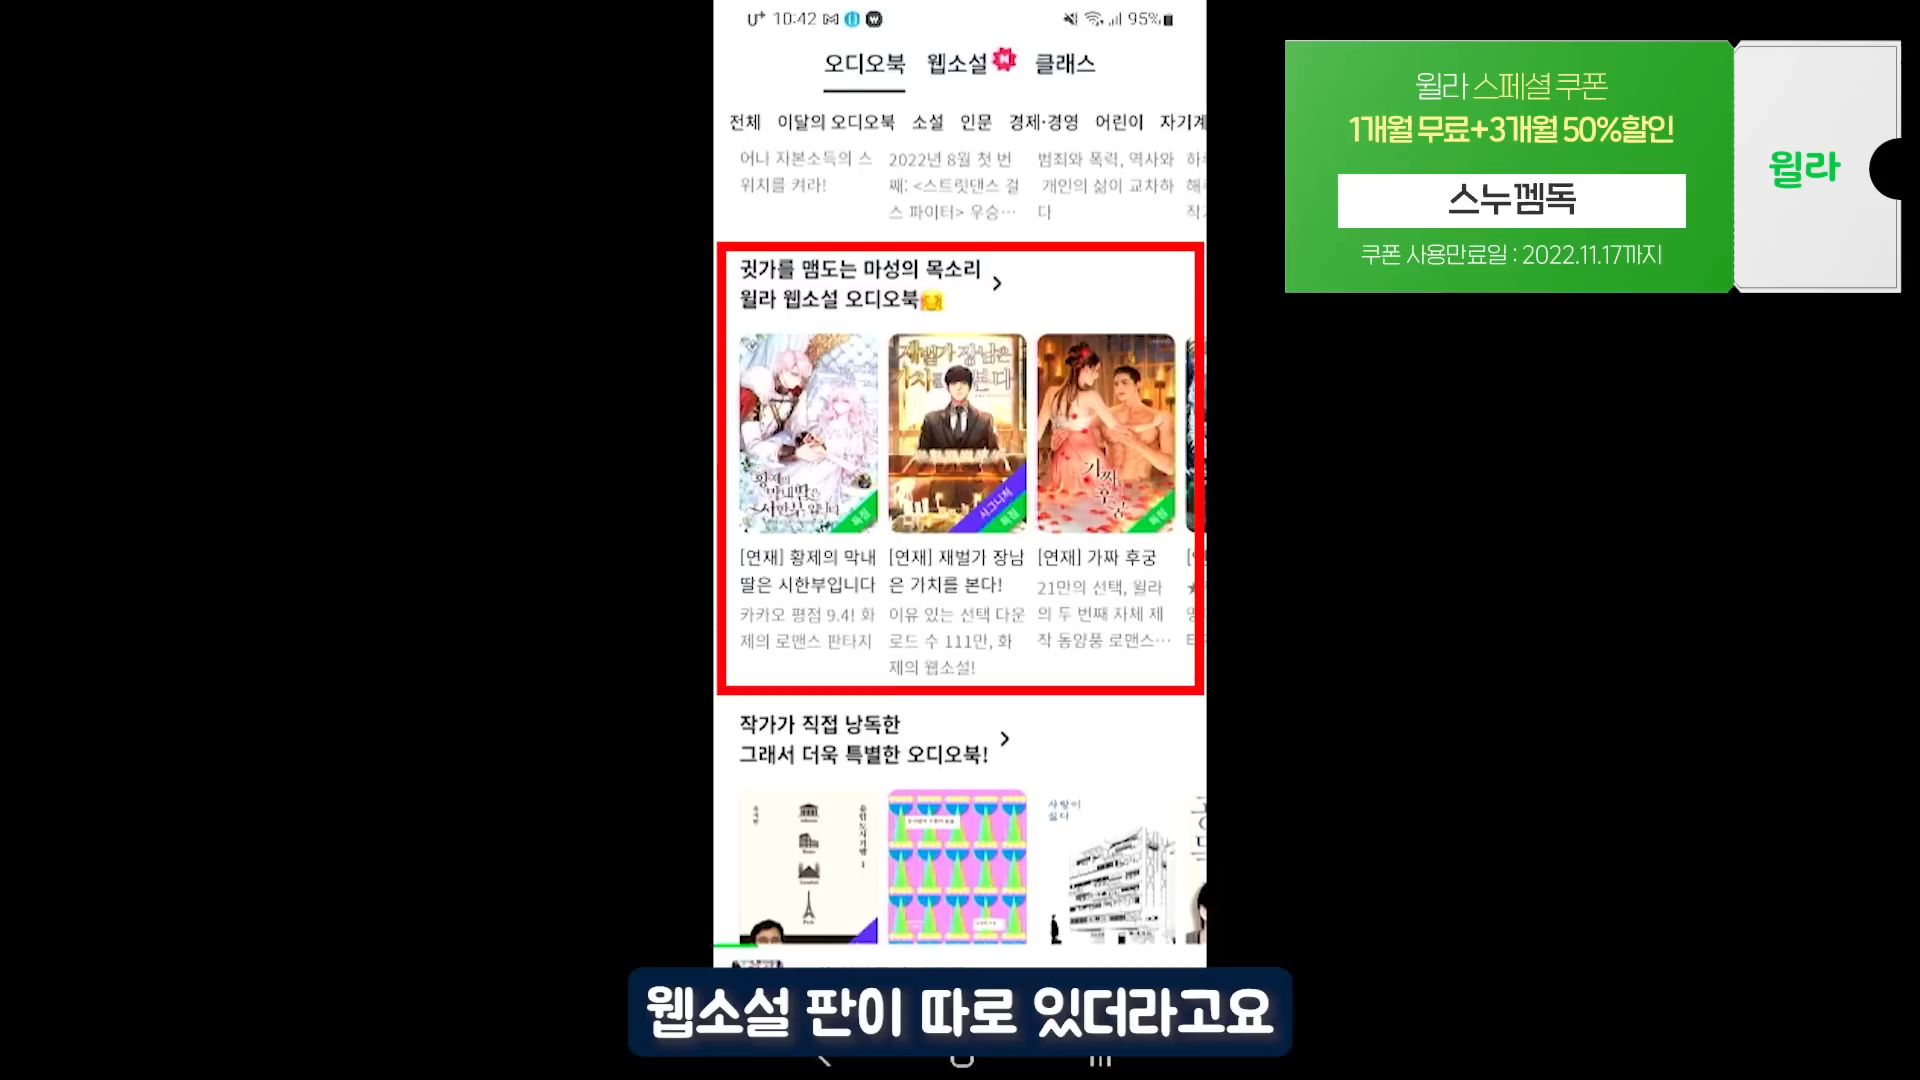 U+ 10:42
95%
오디오북 웹소설 클래스
전체 이달의 오디오북 소설 인문 경제·경영 어린이 자기계
어나 자본소득의 스
위치를 켜라!
2022년 8월 첫 번
째: <스트릿댄스 걸
스 파이터> 우승…
범죄와 폭력, 역사와
개인의 삶이 교차하
다
귓가를 맴도는 마성의 목소리
윌라 웹소설 오디오북
황제의
막내딸은
시한부입니다
독점
재벌가 장남은
가치를 본다
시그니처
독점
가짜
후궁
독점
[연재] 황제의 막내
딸은 시한부입니다
카카오 평점 9.4! 화
제의 로맨스 판타지
[연재] 재벌가 장남
은 가치를 본다!
이유 있는 선택 다운
로드 수 111만, 화
제의 웹소설!
[연재] 가짜 후궁
21만의 선택, 윌라
의 두 번째 자체 제
작 동양풍 로맨스…
작가가 직접 낭독한
그래서 더욱 특별한 오디오북!
사랑이
싫다
웹소설 판이 따로 있더라고요
윌라 스페셜 쿠폰
1개월 무료+3개월 50%할인
스누껨독
쿠폰 사용만료일 : 2022.11.17까지
윌라